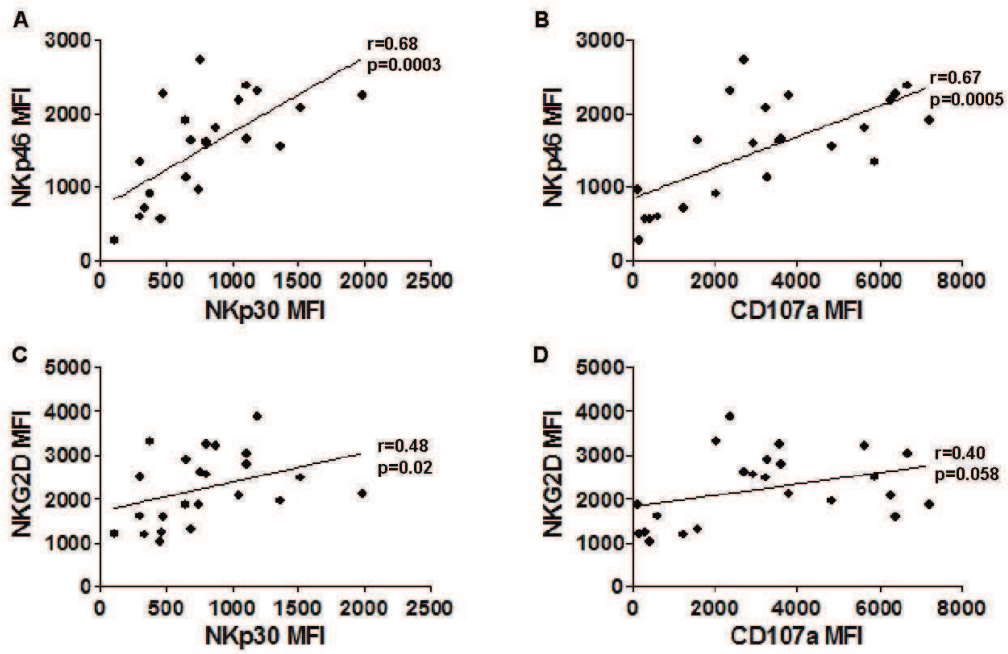 A
3000
2000
1000
0
NKp46 MFI
r=0.68
p=0.0003
0 500 1000 1500 2000 2500
NKp30 MFI
B
3000
2000
1000
0
NKp46 MFI
r=0.67
p=0.0005
0 2000 4000 6000 8000
CD107a MFI
C
5000
4000
3000
2000
1000
0
NKG2D MFI
r=0.48
p=0.02
0 500 1000 1500 2000 2500
NKp30 MFI
D
5000
4000
3000
2000
1000
0
NKG2D MFI
r=0.40
p=0.058
0 2000 4000 6000 8000
CD107a MFI